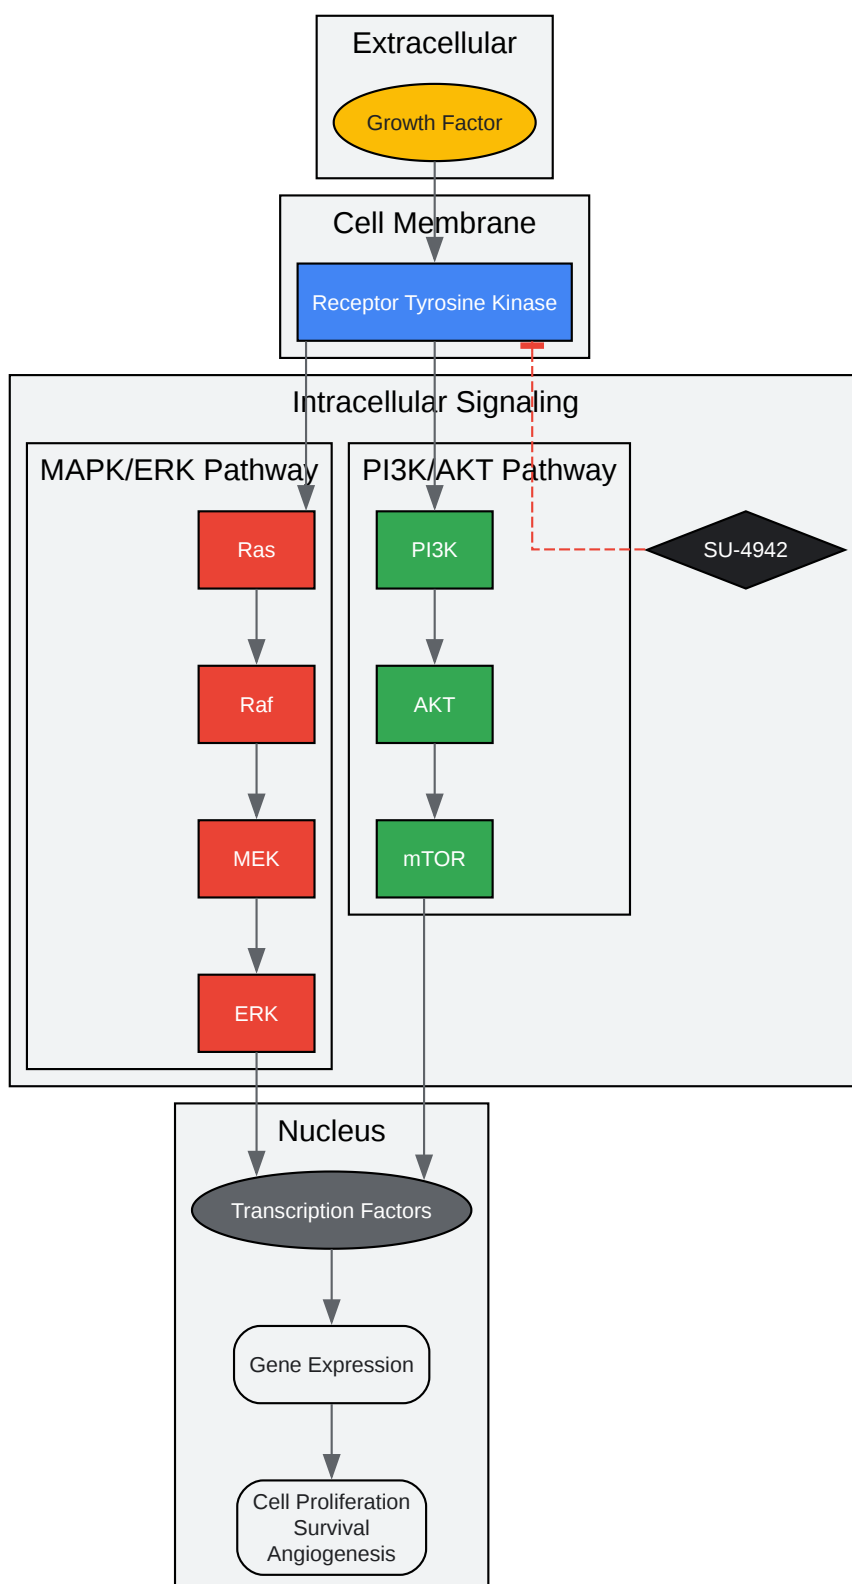 Extracellular
Growth Factor
Cell Membrane
Receptor Tyrosine Kinase
Intracellular Signaling
MAPK/ERK Pathway
PI3K/AKT Pathway
Ras
PI3K
SU-4942
Raf
AKT
MEK
mTOR
ERK
Nucleus
Transcription Factors
Gene Expression
Cell Proliferation
Survival
Angiogenesis